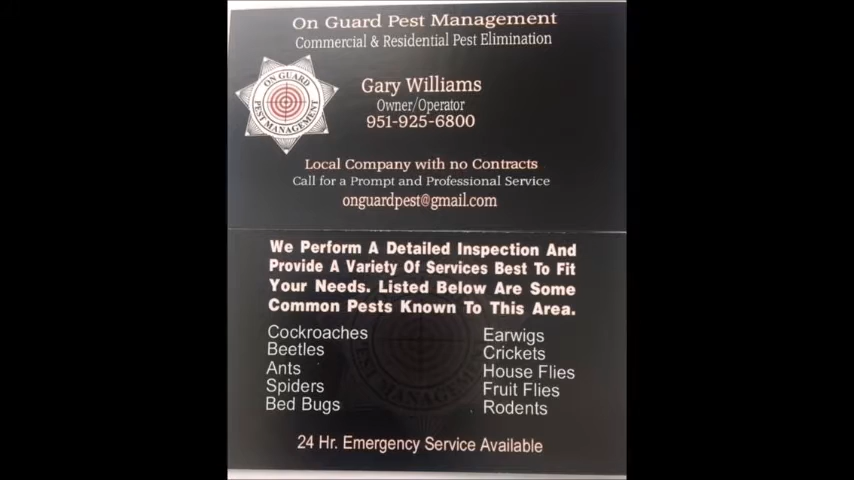 On Guard Pest Management
Commercial & Residential Pest Elimination
ON GUARD
PEST MANAGEMENT
Gary Williams
Owner/Operator
951-925-6800
Local Company with no Contracts
Call for a Prompt and Professional Service
onguardpest@gmail.com
We Perform A Detailed Inspection And
Provide A Variety Of Services Best To Fit
Your Needs. Listed Below Are Some
Common Pests Known To This Area.
Cockroaches
Beetles
Ants
Spiders
Bed Bugs
Earwigs
Crickets
House Flies
Fruit Flies
Rodents
PEST MANAGEMENT
24 Hr. Emergency Service Available